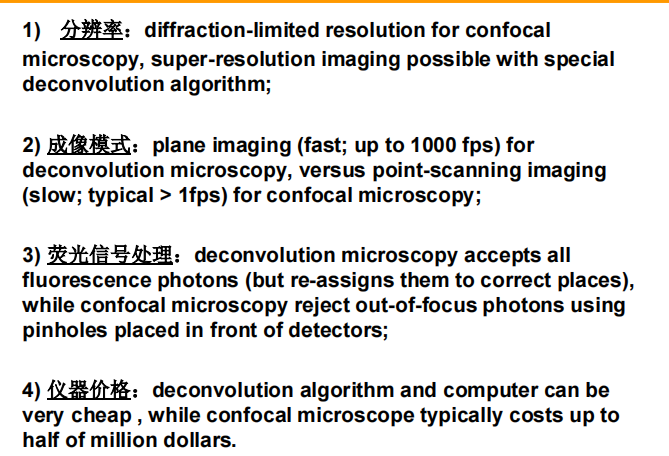 1) 分辨率：diffraction-limited resolution for confocal
microscopy, super-resolution imaging possible with special
deconvolution algorithm;
2) 成像模式：plane imaging (fast; up to 1000 fps) for
deconvolution microscopy, versus point-scanning imaging
(slow; typical > 1fps) for confocal microscopy;
3) 荧光信号处理：deconvolution microscopy accepts all
fluorescence photons (but re-assigns them to correct places),
while confocal microscopy reject out-of-focus photons using
pinholes placed in front of detectors;
4) 仪器价格：deconvolution algorithm and computer can be
very cheap , while confocal microscope typically costs up to
half of million dollars.